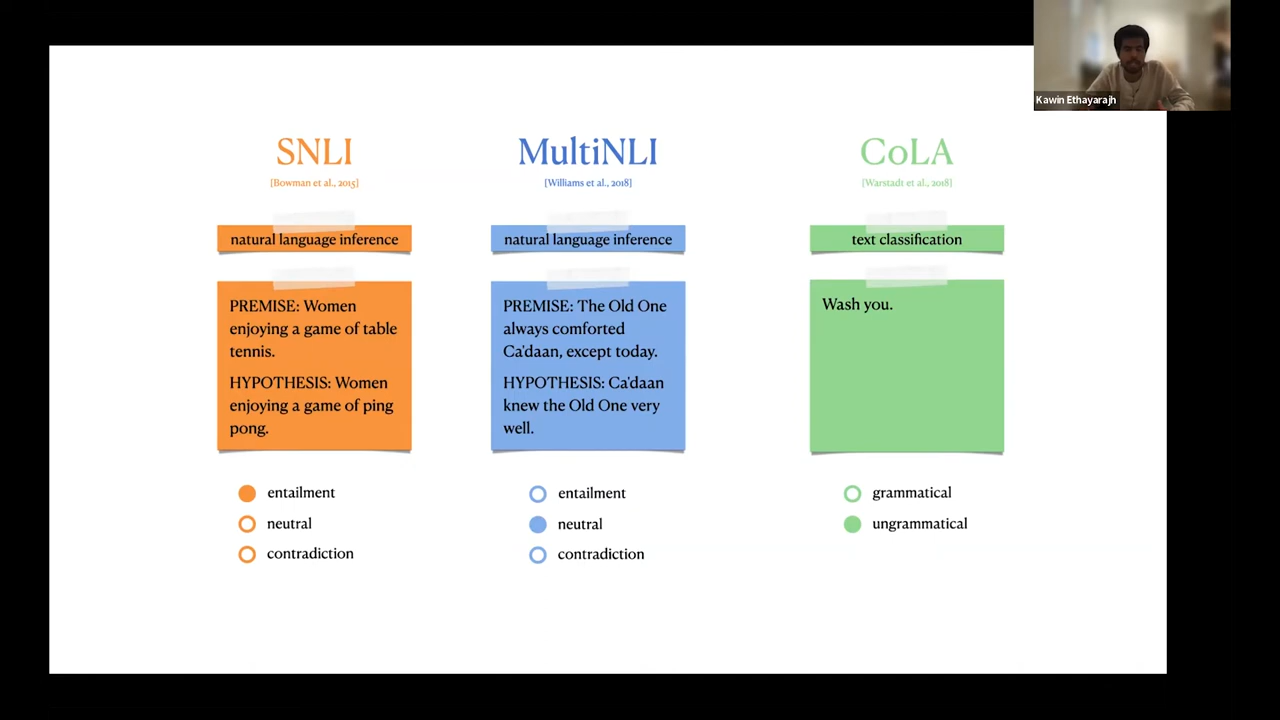 Kawin Ethayarajh
SNLI
[Bowman et al., 2015]
natural language inference
PREMISE: Women
enjoying a game of table
tennis.
HYPOTHESIS: Women
enjoying a game of ping
pong.
entailment
neutral
contradiction
MultiNLI
[Williams et al., 2018]
natural language inference
PREMISE: The Old One
always comforted
Ca'daan, except today.
HYPOTHESIS: Ca'daan
knew the Old One very
well.
entailment
neutral
contradiction
CoLA
[Warstadt et al., 2018]
text classification
Wash you.
grammatical
ungrammatical